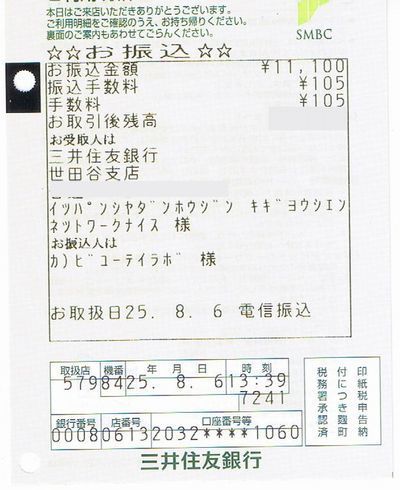 本日はご来店いただきありがとうございます。
ご利用明細をご確認のうえ、お持ち帰りください。
裏面のご案内もあわせてごらんください。
SMBC
☆☆お振込☆☆
お振込金額 ¥11,100
振込手数料 ¥105
手数料 ¥105
お取引後残高
お受取人は
三井住友銀行
世田谷支店
イツパンシヤダンホウジン キギヨウシエン
ネツトワークナイス 様
お振込人は
カ)ビユーテイラボ 様
お取扱日25. 8. 6 電信振込
取扱店 機番 年 月 日 時 刻
5798425. 8. 613:39
7241
銀行番号 店番号 口座番号等
000806132032****1060
印紙税申告納
付につき麹町
税務署承認済
三井住友銀行